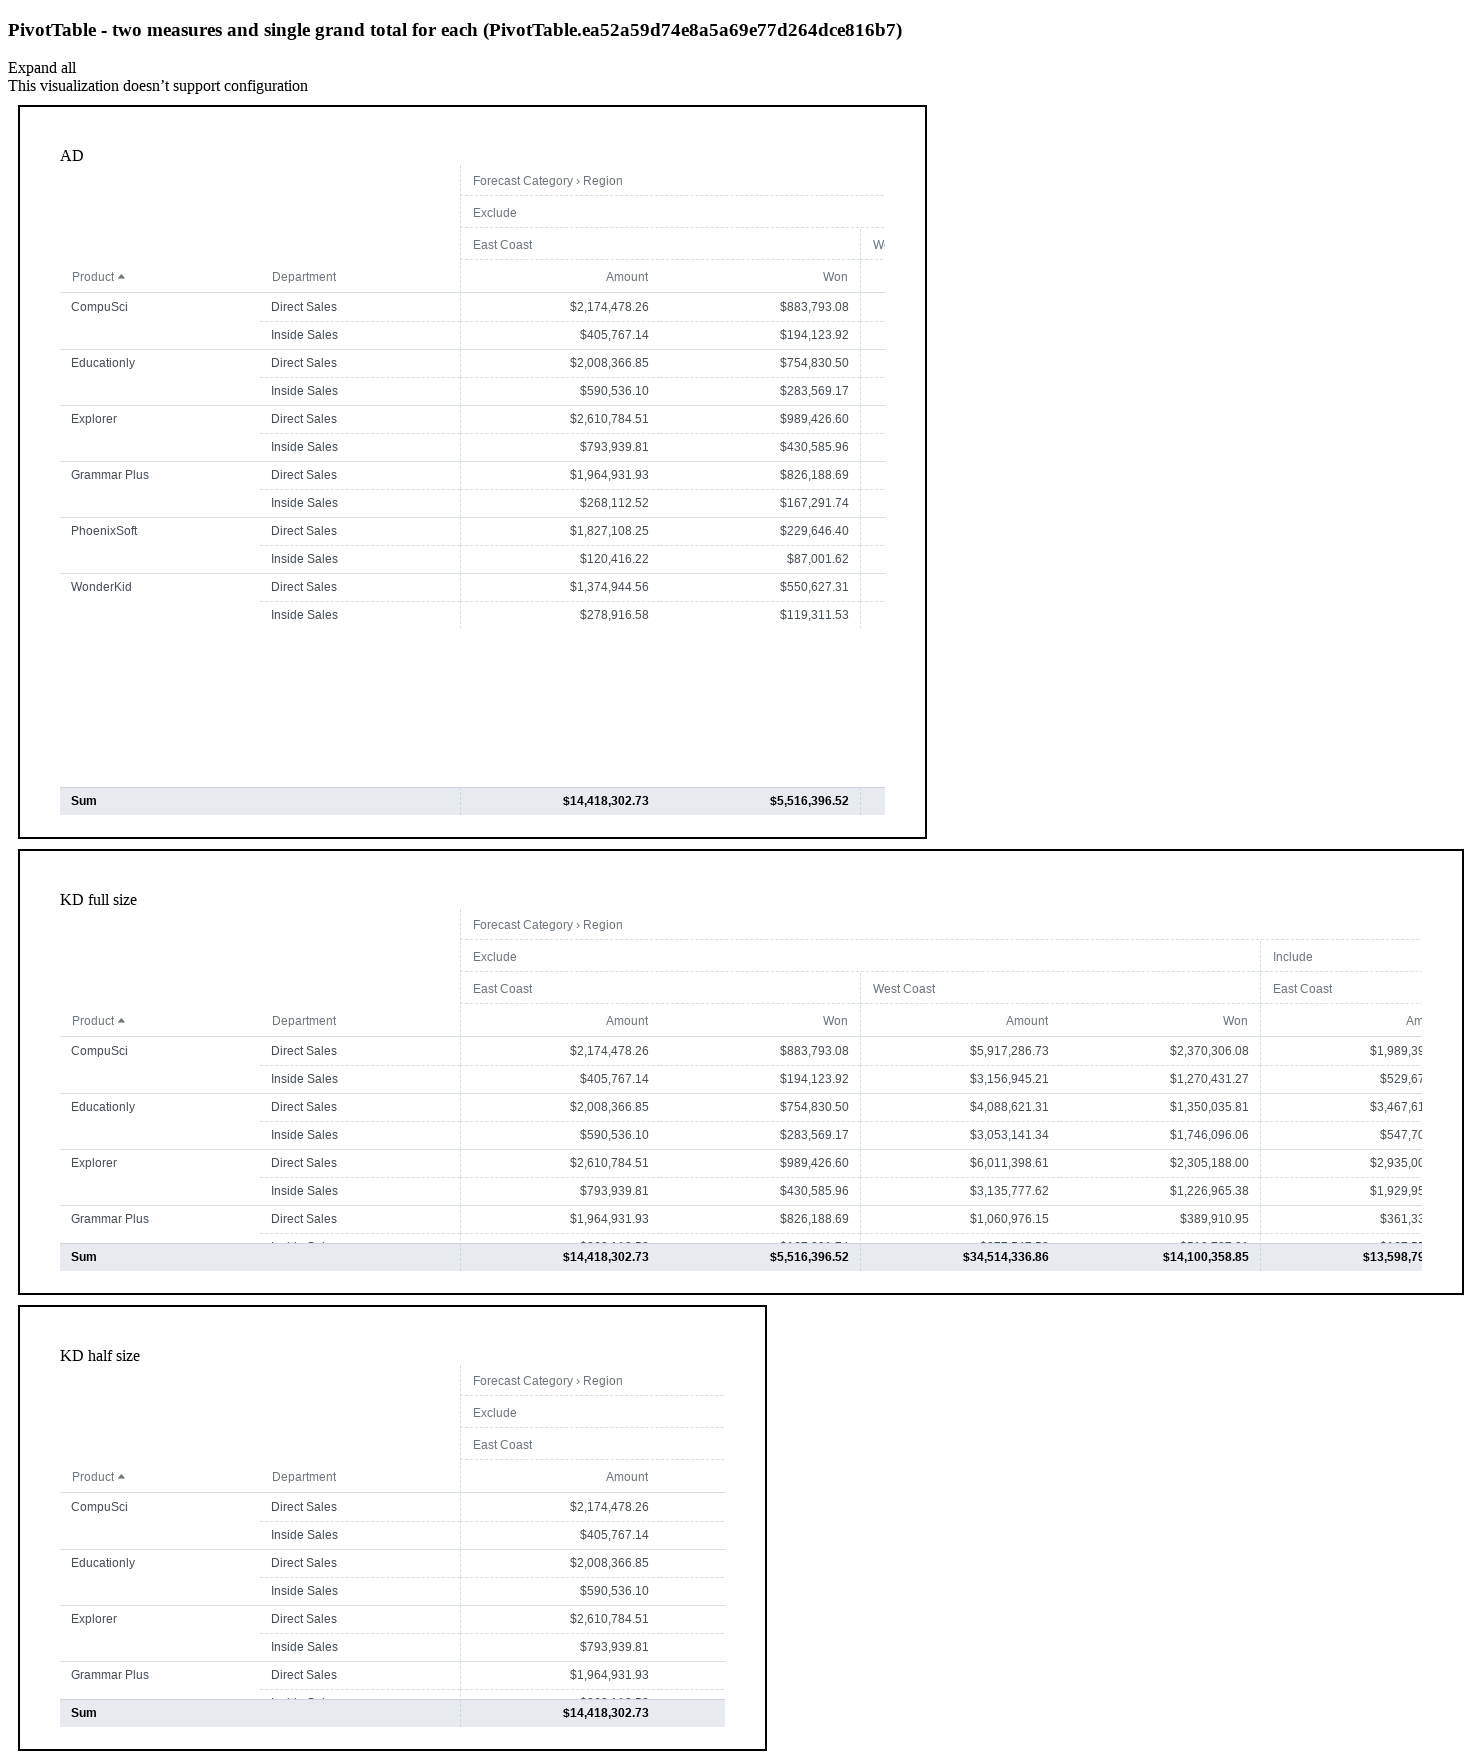 PivotTable - two measures and single grand total for each (PivotTable.ea52a59d74e8a5a69e77d264dce816b7)
Expand all
This visualization doesn’t support configuration
AD
Forecast Category › Region
Exclude
East Coast
Product Department Amount Won
CompuSci Direct Sales $2,174,478.26 $883,793.08
Inside Sales $405,767.14 $194,123.92
Educationly Direct Sales $2,008,366.85 $754,830.50
Inside Sales $590,536.10 $283,569.17
Explorer Direct Sales $2,610,784.51 $989,426.60
Inside Sales $793,939.81 $430,585.96
Grammar Plus Direct Sales $1,964,931.93 $826,188.69
Inside Sales $268,112.52 $167,291.74
PhoenixSoft Direct Sales $1,827,108.25 $229,646.40
Inside Sales $120,416.22 $87,001.62
WonderKid Direct Sales $1,374,944.56 $550,627.31
Inside Sales $278,916.58 $119,311.53
Sum $14,418,302.73 $5,516,396.52
KD full size
Forecast Category › Region
Exclude Include
East Coast West Coast East Coast
Product Department Amount Won Amount Won Am
CompuSci Direct Sales $2,174,478.26 $883,793.08 $5,917,286.73 $2,370,306.08 $1,989,39
Inside Sales $405,767.14 $194,123.92 $3,156,945.21 $1,270,431.27 $529,67
Educationly Direct Sales $2,008,366.85 $754,830.50 $4,088,621.31 $1,350,035.81 $3,467,61
Inside Sales $590,536.10 $283,569.17 $3,053,141.34 $1,746,096.06 $547,70
Explorer Direct Sales $2,610,784.51 $989,426.60 $6,011,398.61 $2,305,188.00 $2,935,00
Inside Sales $793,939.81 $430,585.96 $3,135,777.62 $1,226,965.38 $1,929,95
Grammar Plus Direct Sales $1,964,931.93 $826,188.69 $1,060,976.15 $389,910.95 $361,33
Sum $14,418,302.73 $5,516,396.52 $34,514,336.86 $14,100,358.85 $13,598,79
KD half size
Forecast Category › Region
Exclude
East Coast
Product Department Amount
CompuSci Direct Sales $2,174,478.26
Inside Sales $405,767.14
Educationly Direct Sales $2,008,366.85
Inside Sales $590,536.10
Explorer Direct Sales $2,610,784.51
Inside Sales $793,939.81
Grammar Plus Direct Sales $1,964,931.93
Sum $14,418,302.73